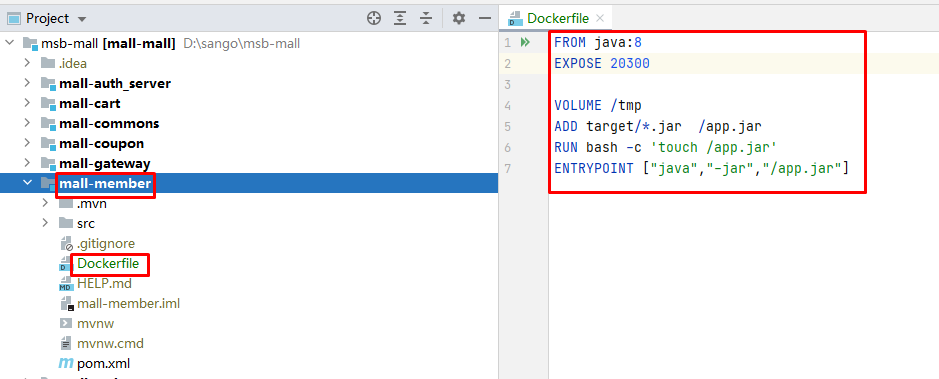 Project
msb-mall [mall-mall] D:\sango\msb-mall
.idea
mall-auth_server
mall-cart
mall-commons
mall-coupon
mall-gateway
mall-member
.mvn
src
.gitignore
Dockerfile
HELP.md
mall-member.iml
mvnw
mvnw.cmd
pom.xml
Dockerfile
1 FROM java:8
2 EXPOSE 20300
3
4 VOLUME /tmp
5 ADD target/*.jar  /app.jar
6 RUN bash -c 'touch /app.jar'
7 ENTRYPOINT ["java","-jar","/app.jar"]